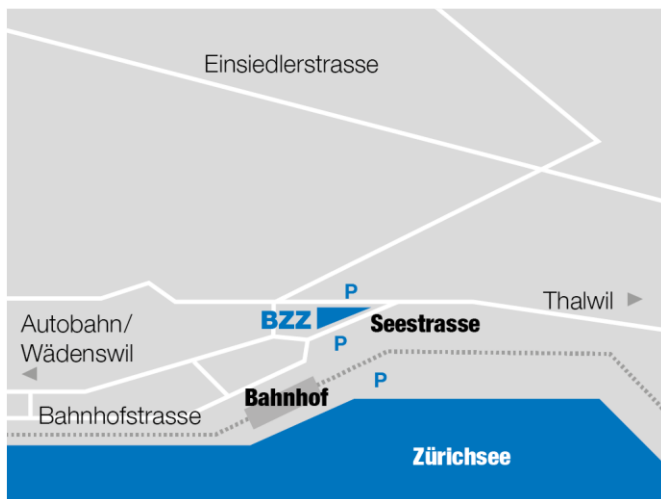 Einsiedlerstrasse
P
Thalwil
BZZ
Seestrasse
Autobahn/
Wädenswil
P
P
Bahnhof
Bahnhofstrasse
Zürichsee